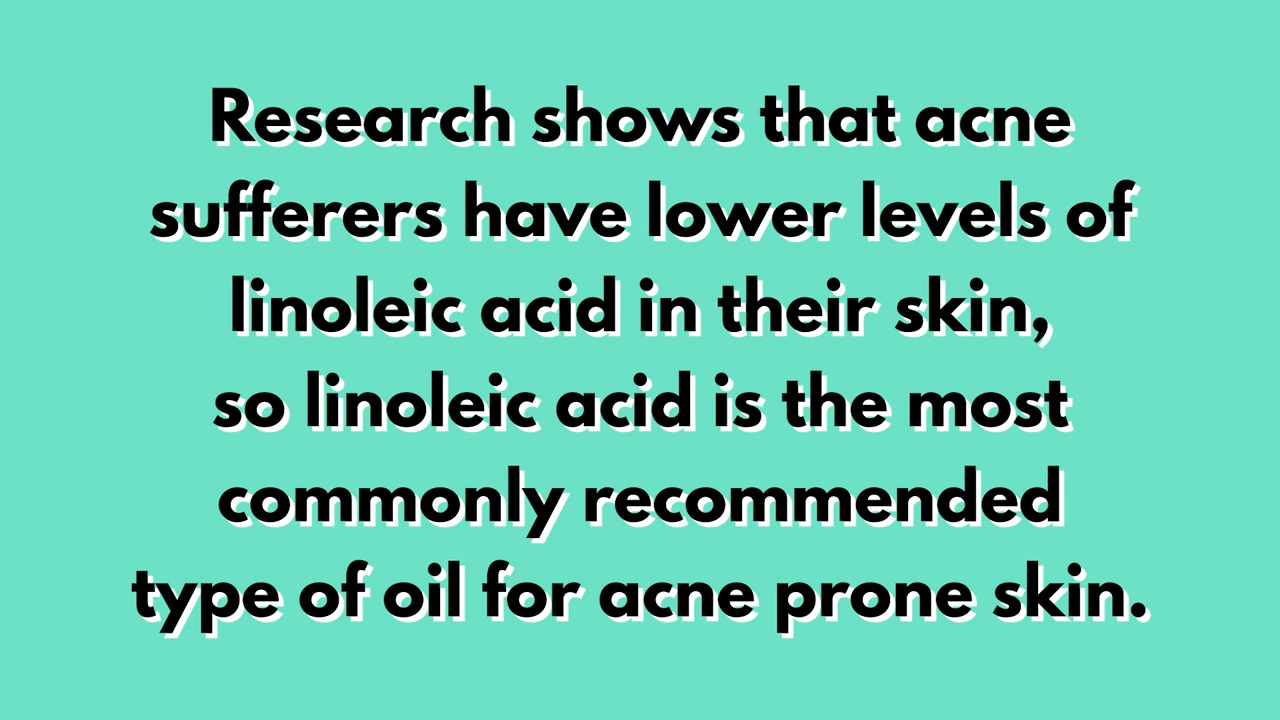 Research shows that acne
sufferers have lower levels of
linoleic acid in their skin,
so linoleic acid is the most
commonly recommended
type of oil for acne prone skin.